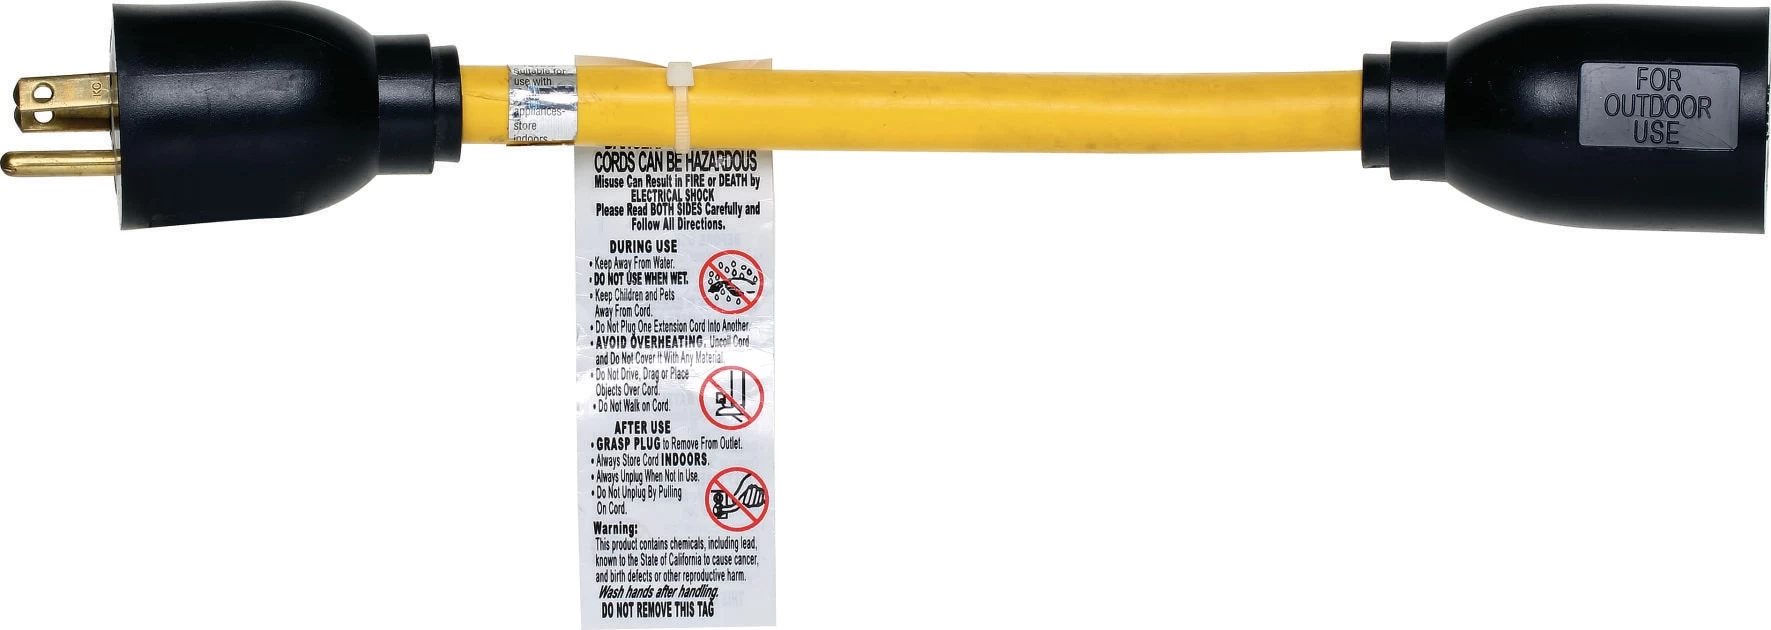 Suitable for
use with
appliances-
store
indoors
FOR
OUTDOOR
USE
CORDS CAN BE HAZARDOUS
Misuse Can Result in FIRE or DEATH by
ELECTRICAL SHOCK
Please Read BOTH SIDES Carefully and
Follow All Directions.
DURING USE
• Keep Away From Water.
• DO NOT USE WHEN WET.
• Keep Children and Pets
Away From Cord.
• Do Not Plug One Extension Cord Into Another.
• AVOID OVERHEATING. Uncoil Cord
and Do Not Cover It With Any Material.
• Do Not Drive, Drag or Place
Objects Over Cord.
• Do Not Walk on Cord.
AFTER USE
• GRASP PLUG to Remove From Outlet.
• Always Store Cord INDOORS.
• Always Unplug When Not In Use.
• Do Not Unplug By Pulling
On Cord.
Warning:
This product contains chemicals, including lead,
known to the State of California to cause cancer,
and birth defects or other reproductive harm.
Wash hands after handling.
DO NOT REMOVE THIS TAG